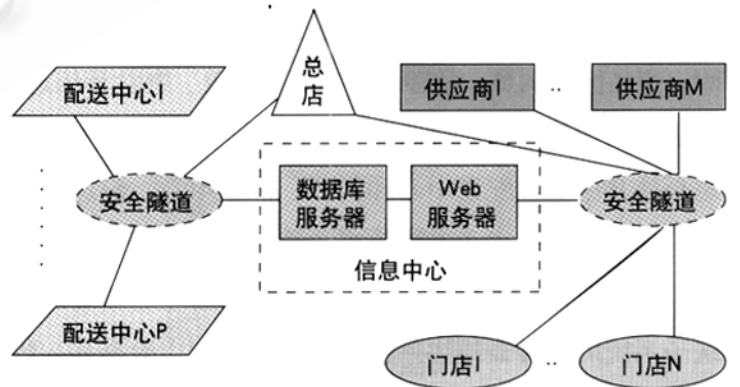 总
店
配送中心I
供应商I
··
供应商M
安全隧道
数据库
服务器
Web
服务器
安全隧道
信息中心
配送中心P
门店I
··
门店N